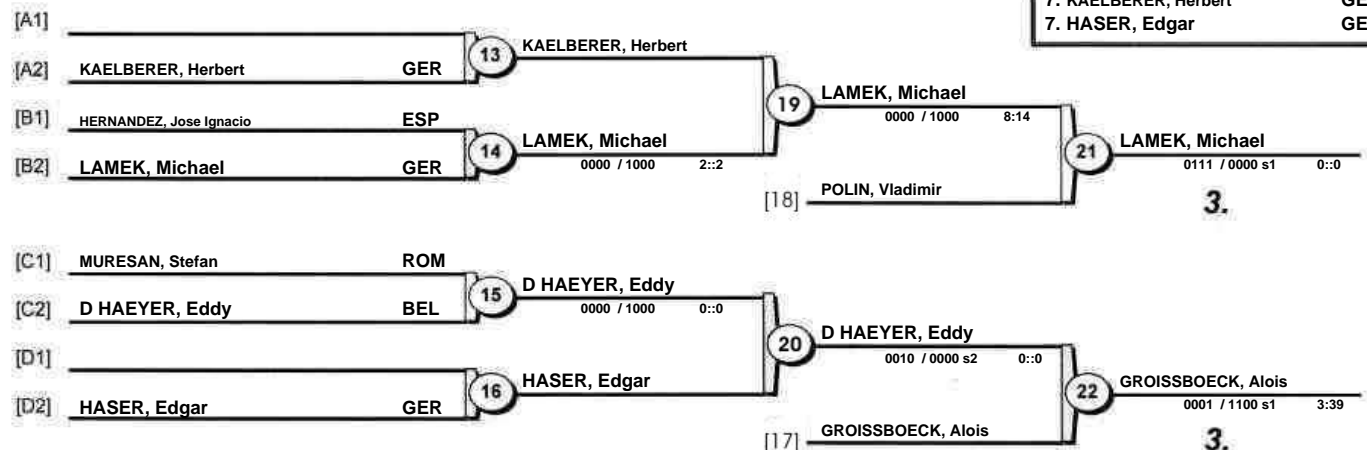 7. KAELBERER, Herbert GE
7. HASER, Edgar GE
[A1]
[A2] KAELBERER, Herbert GER
13 KAELBERER, Herbert
[B1] HERNANDEZ, Jose Ignacio ESP
[B2] LAMEK, Michael GER
14 LAMEK, Michael
0000 / 1000 2::2
19 LAMEK, Michael
0000 / 1000 8:14
[18] POLIN, Vladimir
21 LAMEK, Michael
0111 / 0000 s1 0::0
3.
[C1] MURESAN, Stefan ROM
[C2] D HAEYER, Eddy BEL
15 D HAEYER, Eddy
0000 / 1000 0::0
[D1]
[D2] HASER, Edgar GER
16 HASER, Edgar
20 D HAEYER, Eddy
0010 / 0000 s2 0::0
[17] GROISSBOECK, Alois
22 GROISSBOECK, Alois
0001 / 1100 s1 3:39
3.